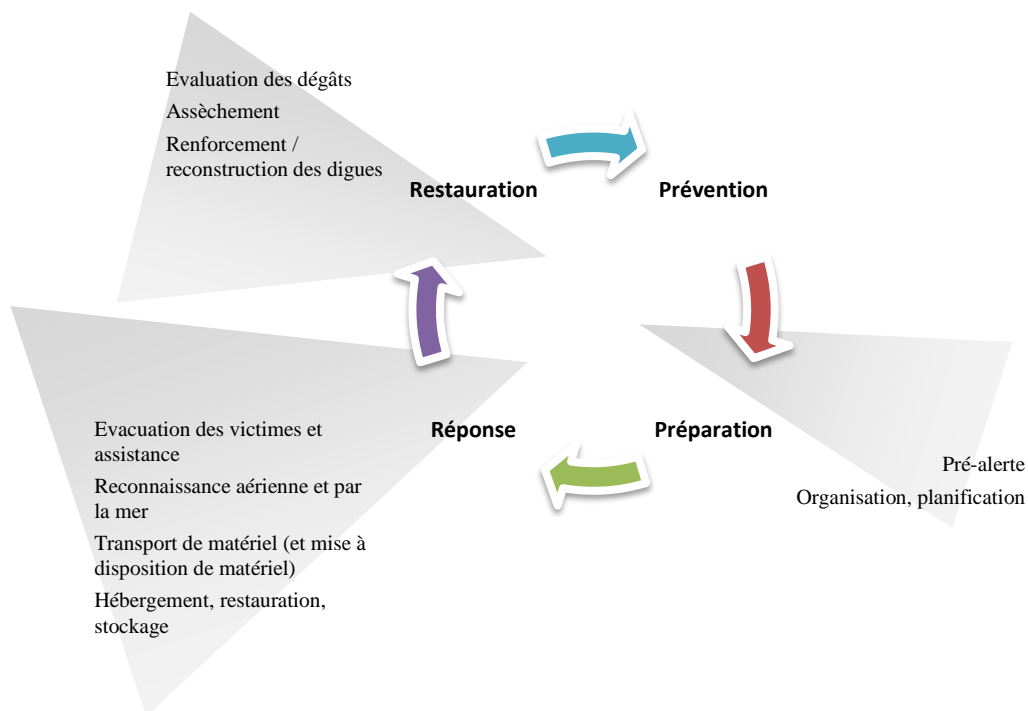 Evaluation des dégâts
Assèchement
Renforcement /
reconstruction des digues
Restauration
Prévention
Evacuation des victimes et
assistance
Reconnaissance aérienne et par
la mer
Transport de matériel (et mise à
disposition de matériel)
Hébergement, restauration,
stockage
Réponse
Préparation
Pré-alerte
Organisation, planification